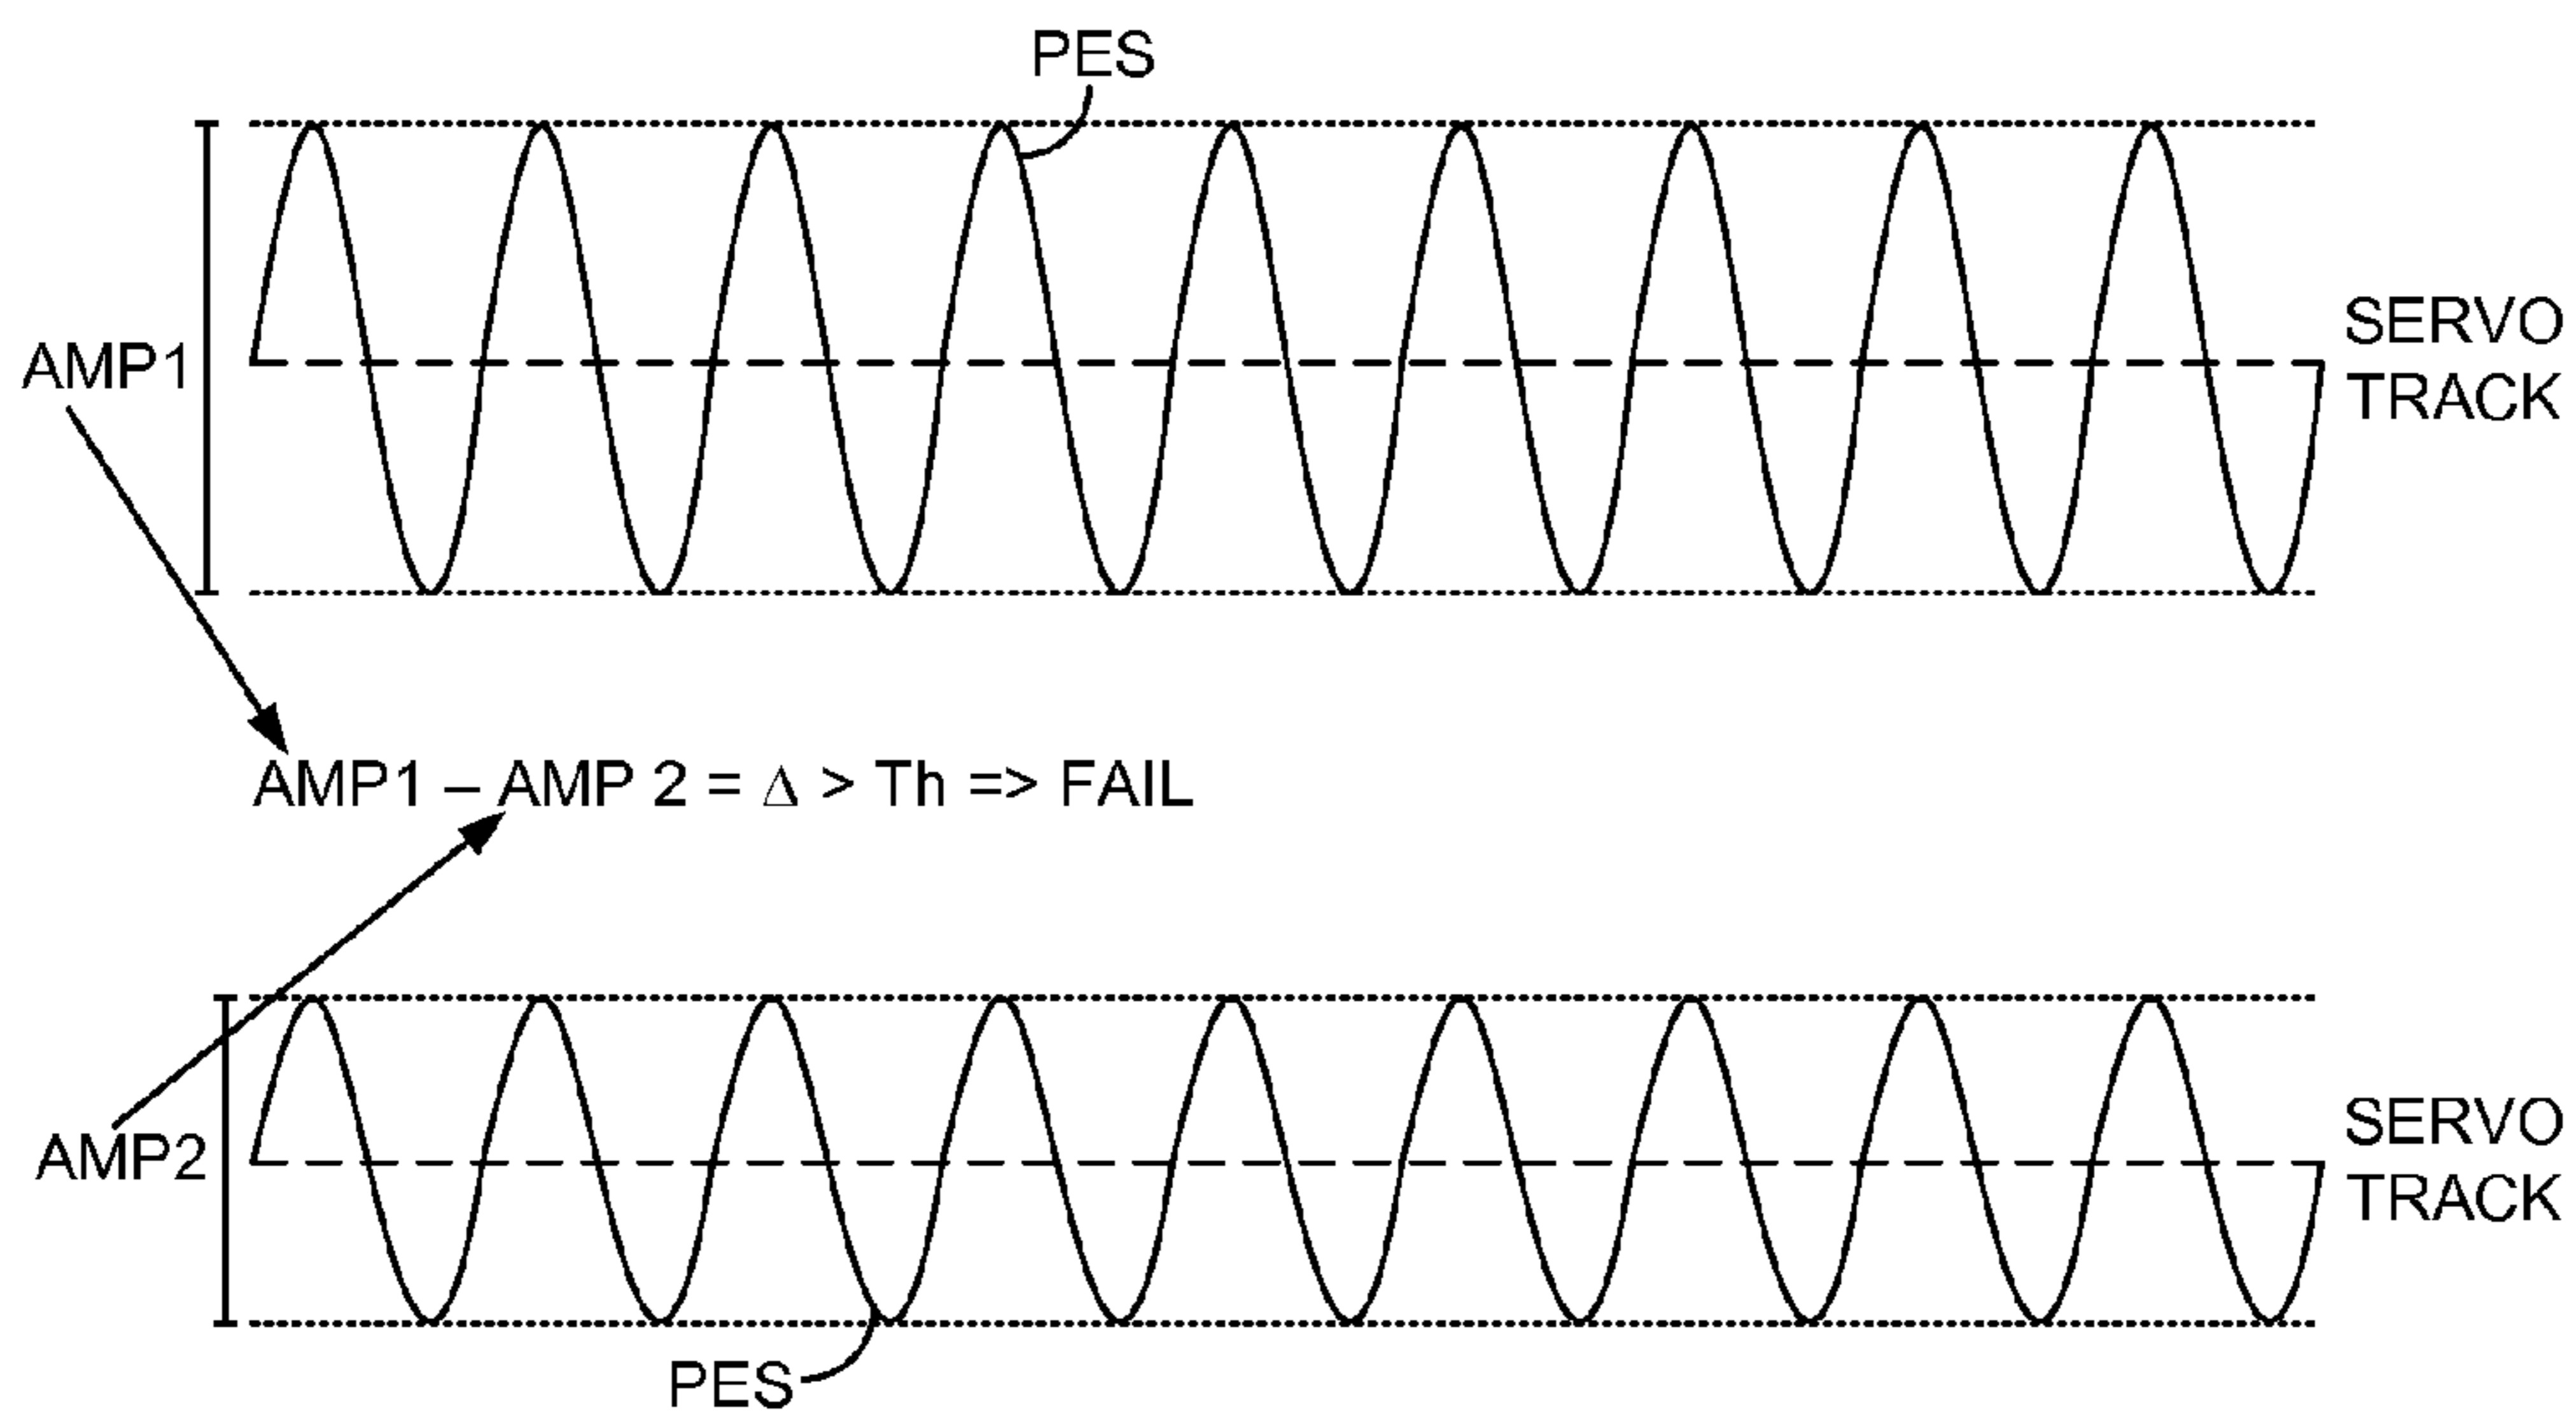 PES
AMP1
SERVO
TRACK
AMP1 – AMP 2 = Δ > Th => FAIL
AMP2
SERVO
TRACK
PES